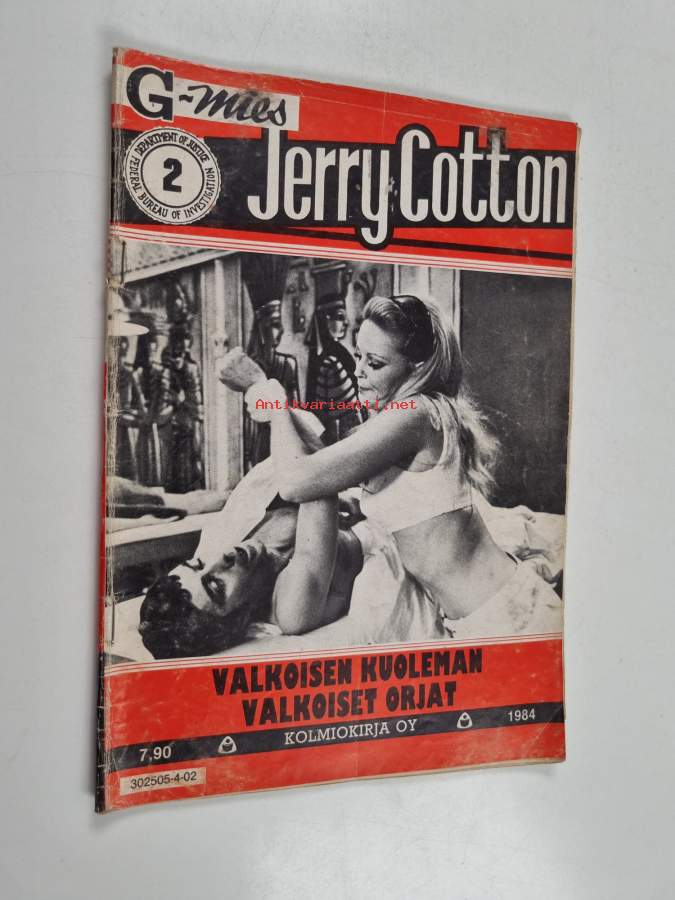 G-mies
Jerry Cotton
DEPARTMENT OF JUSTICE
FEDERAL BUREAU OF INVESTIGATION
2
Antikvariaatti.net
VALKOISEN KUOLEMAN
VALKOISET ORJAT
7,90 KOLMIOKIRJA OY 1984
302505-4-02